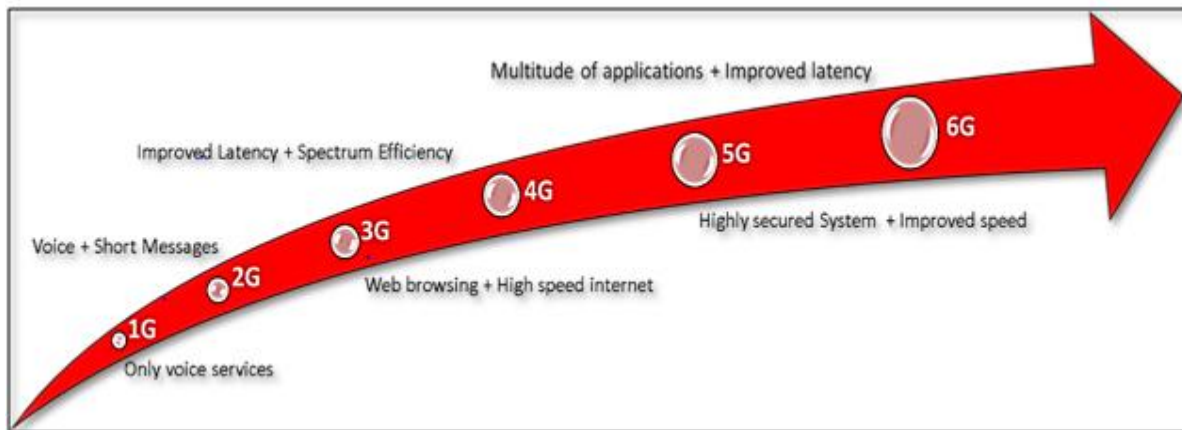 Multitude of applications + Improved latency
6G
Improved Latency + Spectrum Efficiency
5G
4G
Highly secured System + Improved speed
Voice + Short Messages
3G
2G
Web browsing + High speed internet
1G
Only voice services